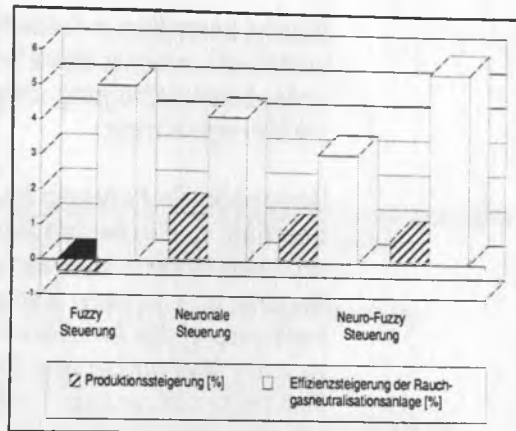 6
5
4
3
2
1
0
-1
Fuzzy
Steuerung
Neuronale
Steuerung
Neuro-Fuzzy
Steuerung
Produktionssteigerung [%]
Effizienzsteigerung der Rauch-
gasneutralisationsanlage [%]